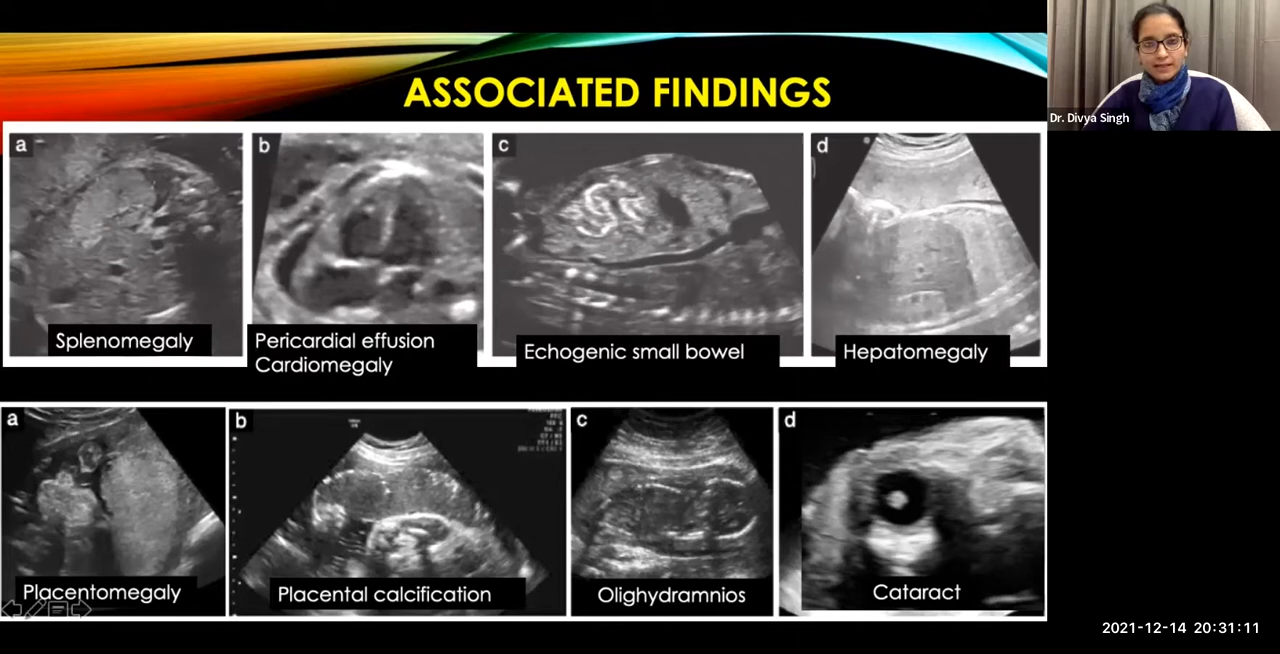 ASSOCIATED FINDINGS
Dr. Divya Singh
a
b
c
d
Splenomegaly
Pericardial effusion
Cardiomegaly
Echogenic small bowel
Hepatomegaly
a
b
c
d
Placentomegaly
Placental calcification
Olighydramnios
Cataract
2021-12-14 20:31:11